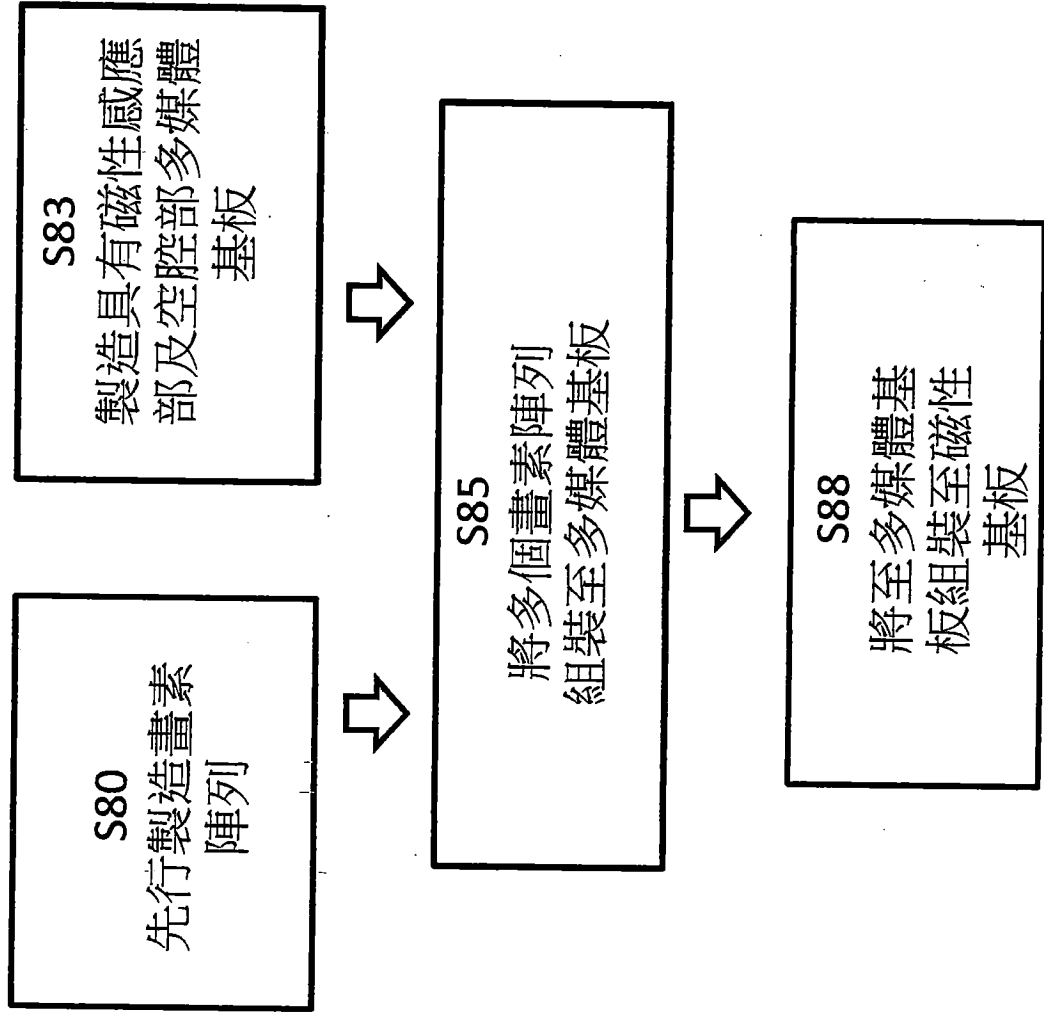 S80
先行製造畫素
陣列
S83
製造具有磁性感應
部及空腔部多媒體
基板
S85
將多個畫素陣列
組裝至多媒體基板
S88
將至多媒體基
板組裝至磁性
基板